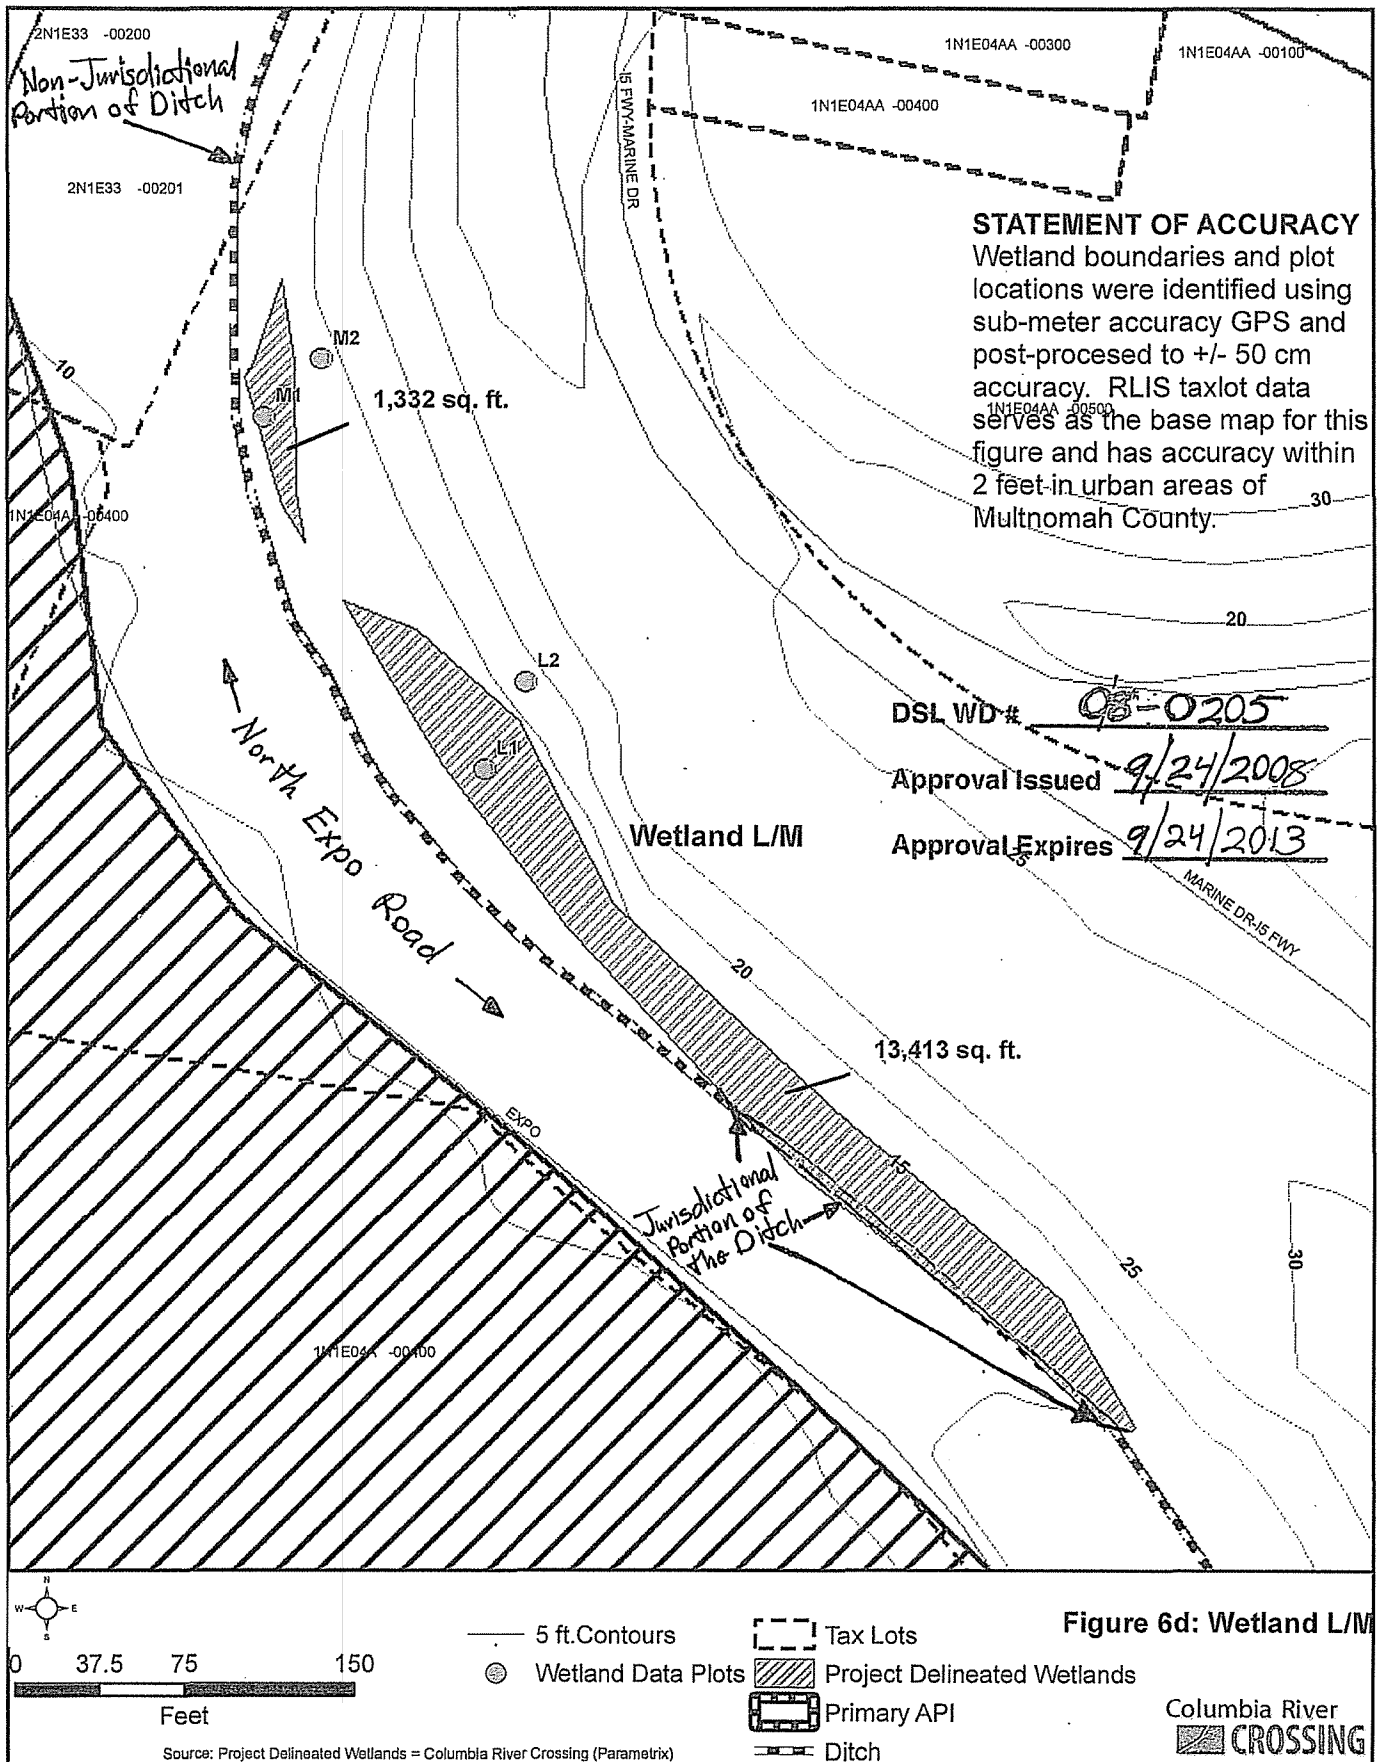 2N1E33 -00200
Non-Jurisdictional
Portion of Ditch
2N1E33 -00201
I5 FWY-MARINE DR
1N1E04AA -00300
1N1E04AA -00100
1N1E04AA -00400
STATEMENT OF ACCURACY
Wetland boundaries and plot
locations were identified using
sub-meter accuracy GPS and
post-procesed to +/- 50 cm
accuracy. RLIS taxlot data
1N1E04AA -00500
serves as the base map for this
figure and has accuracy within
2 feet in urban areas of
Multnomah County.
30
10
M2
M1
1,332 sq. ft.
1N1E04A -00400
20
L2
L1
DSL WD # 08-0205
Approval Issued 9/24/2008
Approval Expires 9/24/2013
North Expo Road
Wetland L/M
25
MARINE DR-I5 FWY
20
13,413 sq. ft.
EXPO
15
Jurisdictional
Portion of
the Ditch
25
30
1N1E04A -00400
N
W
E
S
0 37.5 75 150
Feet
5 ft.Contours
Wetland Data Plots
Tax Lots
Project Delineated Wetlands
Primary API
Ditch
Figure 6d: Wetland L/M
Columbia River
CROSSING
Source: Project Delineated Wetlands = Columbia River Crossing (Parametrix)